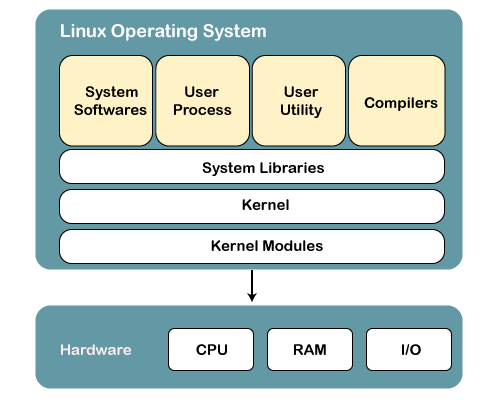 Linux Operating System
System
Softwares
User
Process
User
Utility
Compilers
System Libraries
Kernel
Kernel Modules
Hardware
CPU
RAM
I/O